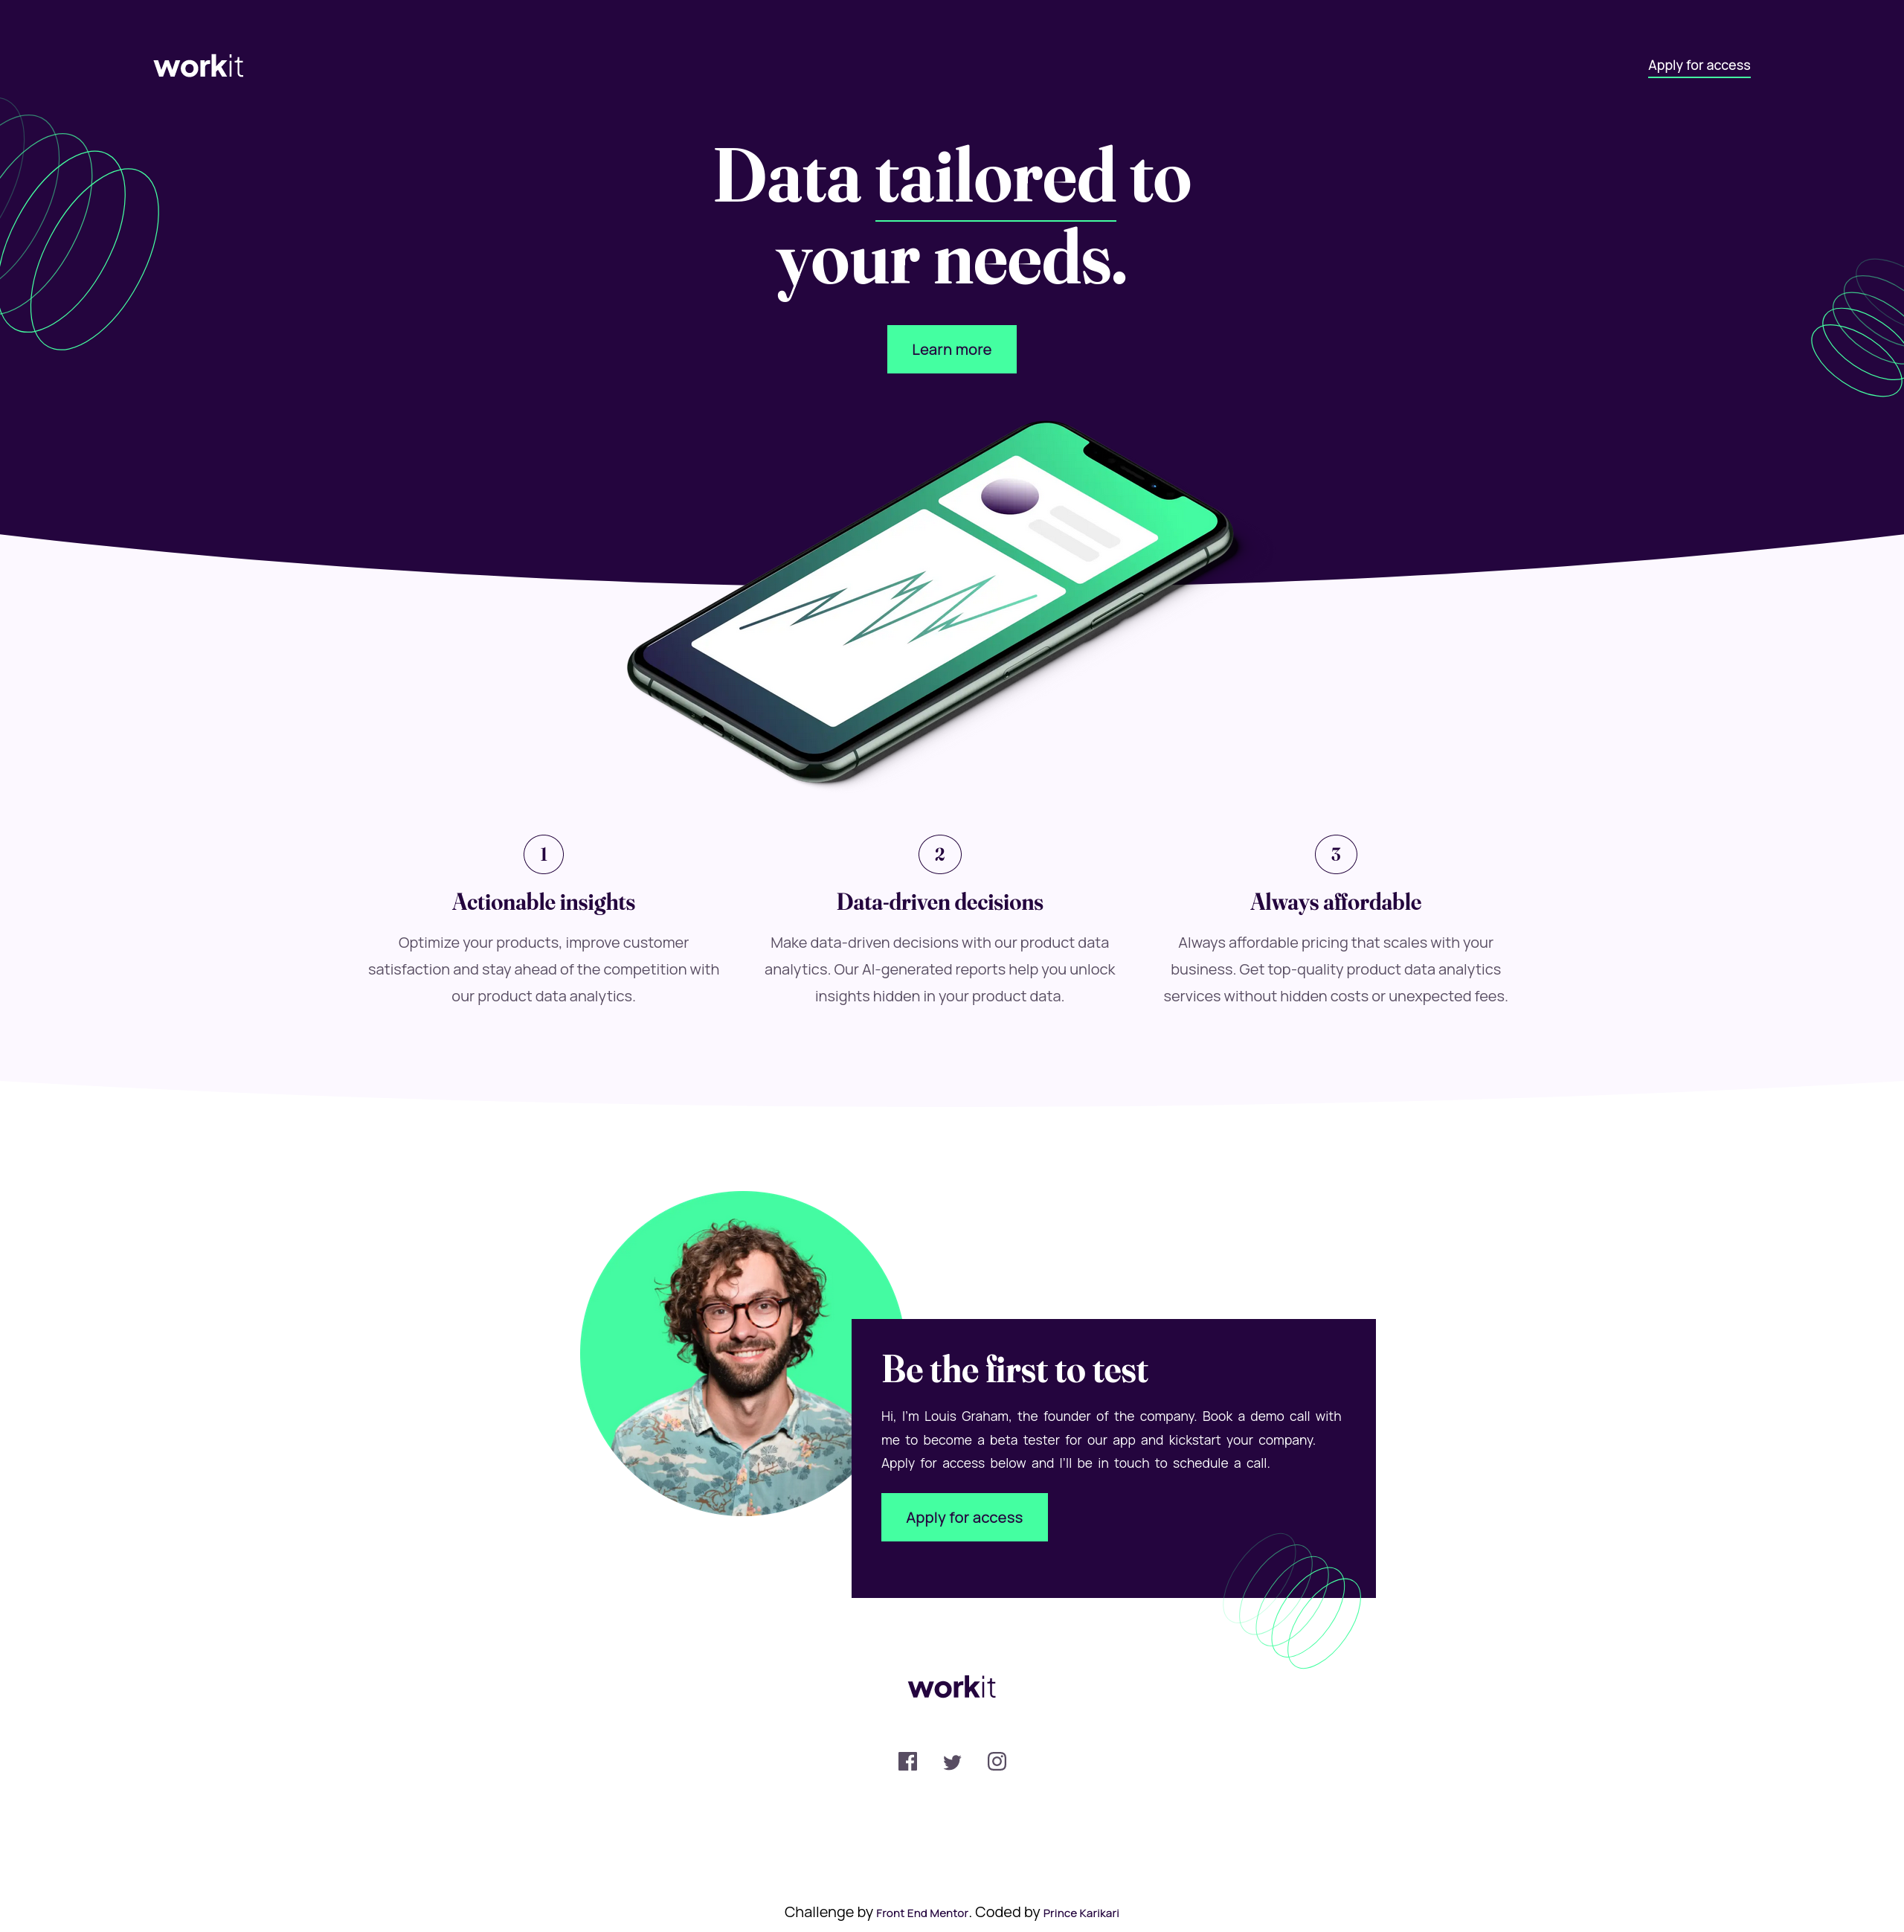 workit
Apply for access
Data tailored to
your needs.
Learn more
1
Actionable insights
Optimize your products, improve customer
satisfaction and stay ahead of the competition with
our product data analytics.
2
Data-driven decisions
Make data-driven decisions with our product data
analytics. Our AI-generated reports help you unlock
insights hidden in your product data.
3
Always affordable
Always affordable pricing that scales with your
business. Get top-quality product data analytics
services without hidden costs or unexpected fees.
Be the first to test
Hi, I'm Louis Graham, the founder of the company. Book a demo call with
me to become a beta tester for our app and kickstart your company.
Apply for access below and I'll be in touch to schedule a call.
Apply for access
workit
Challenge by Front End Mentor. Coded by Prince Karikari